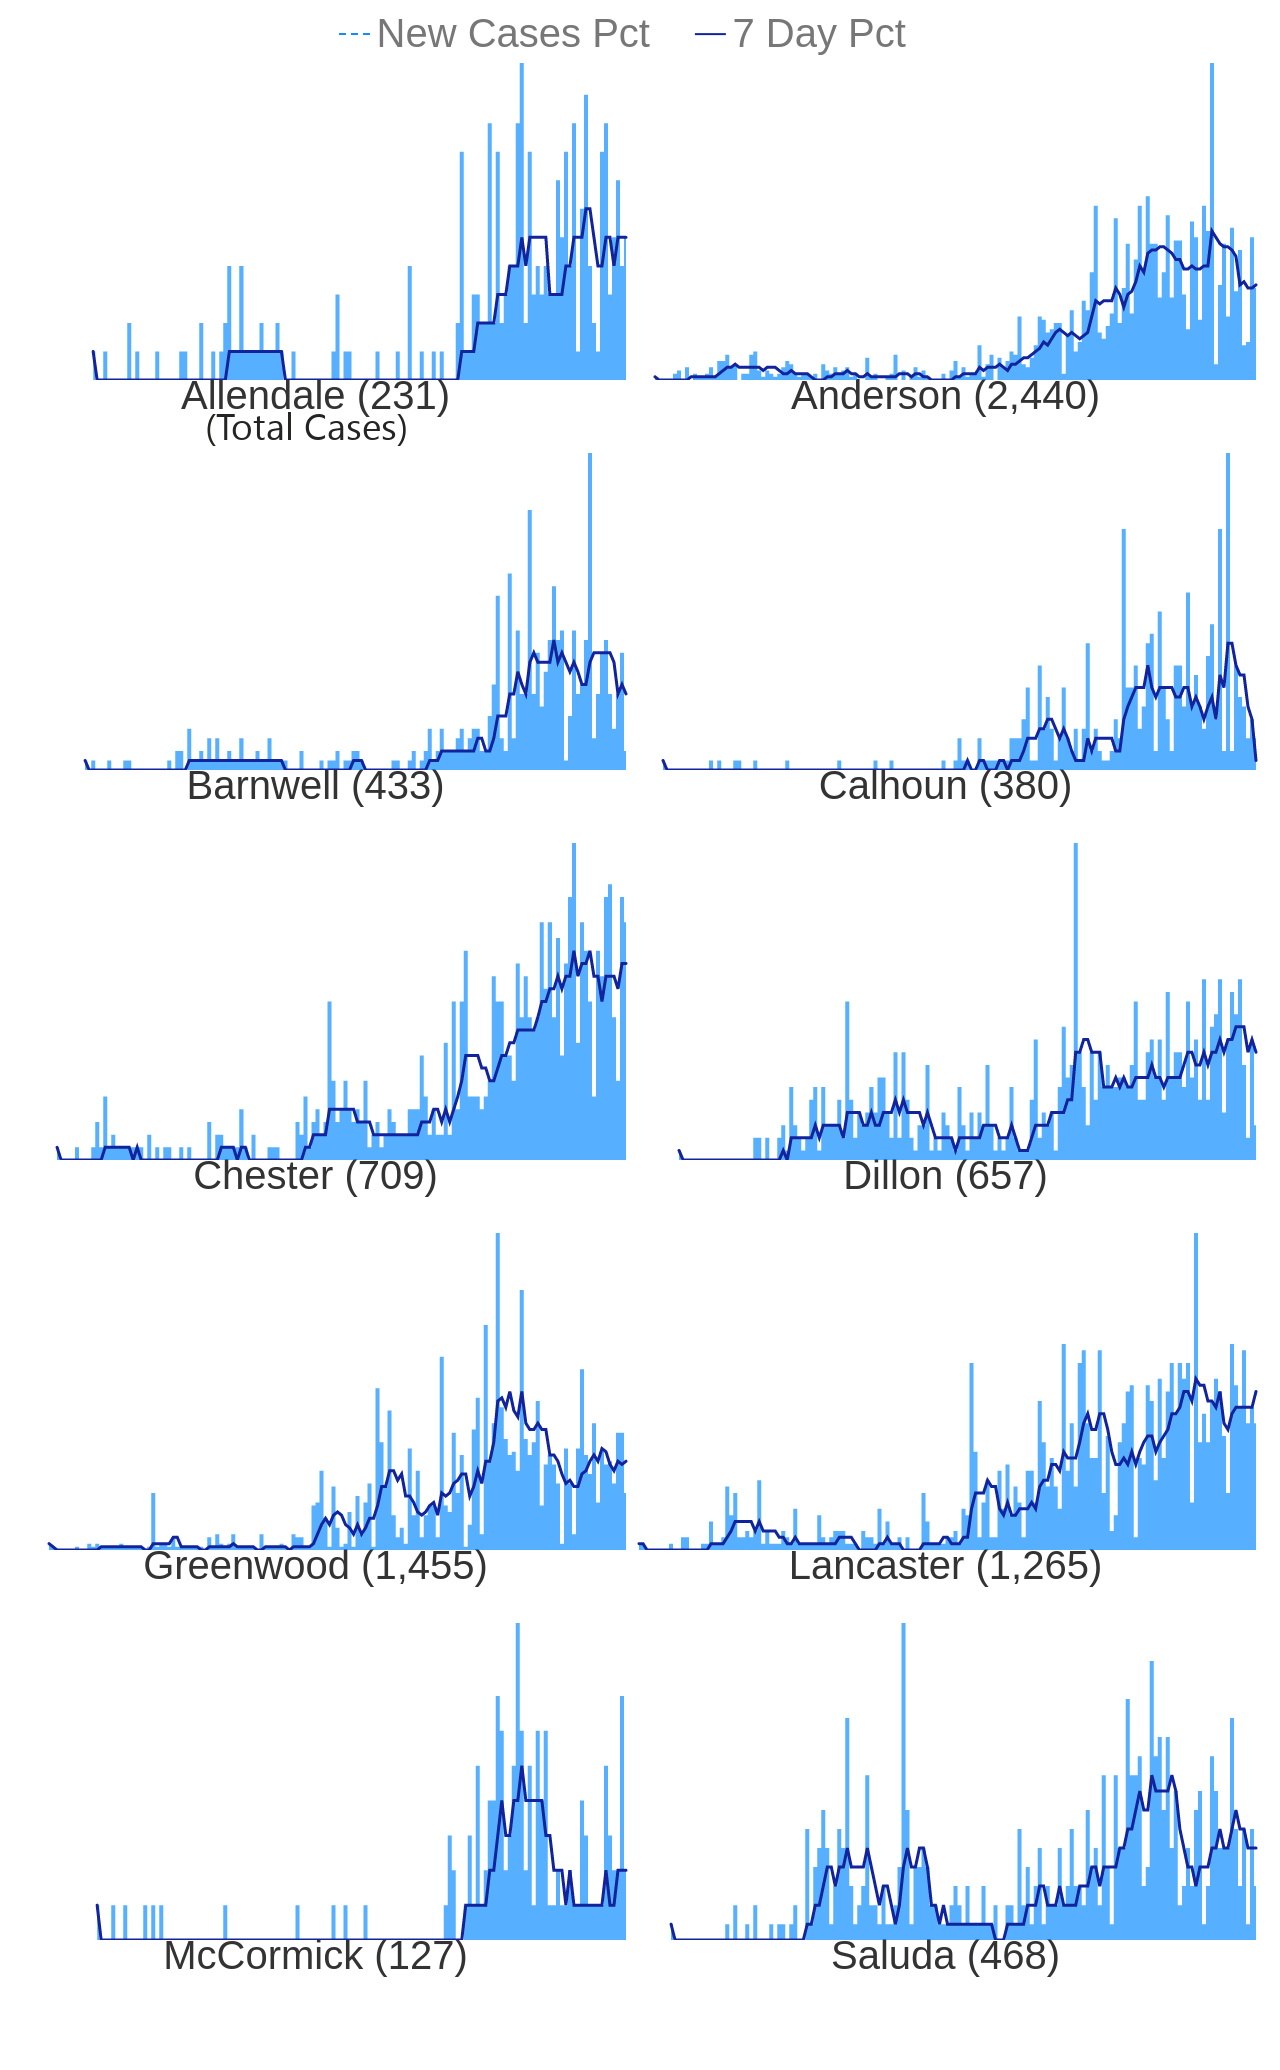 New Cases Pct 7 Day Pct
Allendale (231) Anderson (2,440)
(Total Cases)
Barnwell (433) Calhoun (380)
Chester (709) Dillon (657)
Greenwood (1,455) Lancaster (1,265)
McCormick (127) Saluda (468)